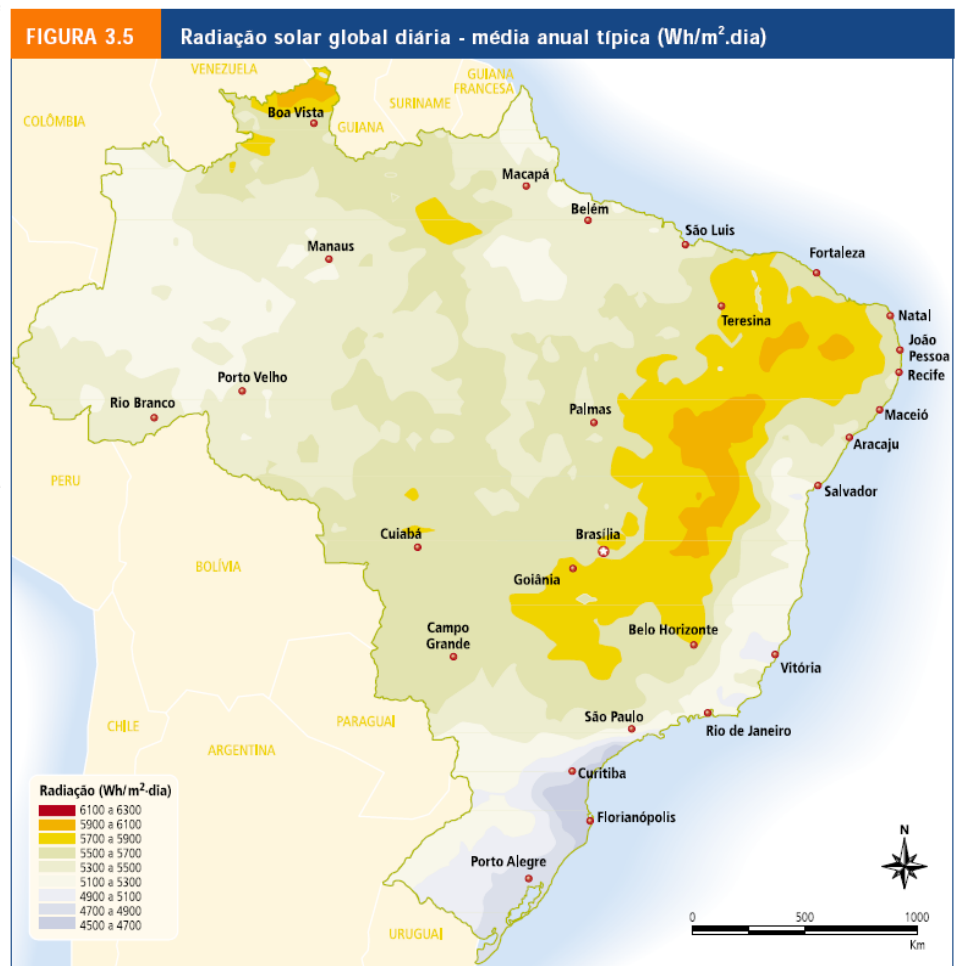 FIGURA 3.5
Radiação solar global diária - média anual típica (Wh/m².dia)
VENEZUELA
GUIANA
FRANCESA
SURINAME
COLÔMBIA
Boa Vista
GUIANA
Macapá
Belém
São Luis
Manaus
Fortaleza
Teresina
Natal
João
Pessoa
Recife
Porto Velho
Rio Branco
Palmas
Maceió
Aracaju
PERU
Salvador
Cuiabá
Brasília
BOLÍVIA
Goiânia
Campo
Grande
Belo Horizonte
Vitória
CHILE
PARAGUAI
São Paulo
Rio de Janeiro
ARGENTINA
Curitiba
Radiação (Wh/m²·dia)
6100 a 6300
5900 a 6100
5700 a 5900
5500 a 5700
5300 a 5500
5100 a 5300
4900 a 5100
4700 a 4900
4500 a 4700
Florianópolis
Porto Alegre
N
URUGUAI
0 500 1000
Km